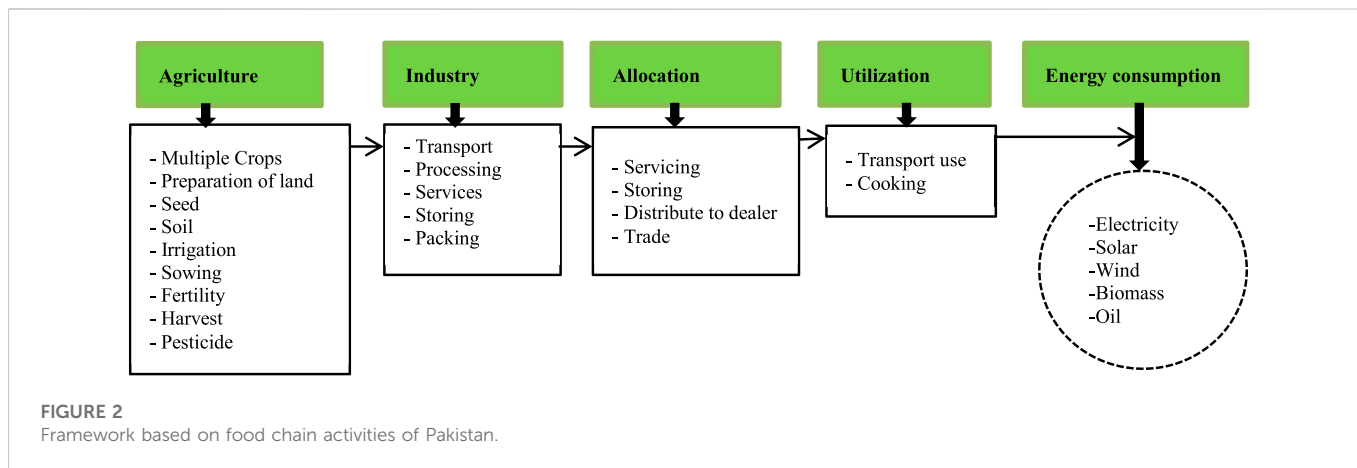 Agriculture
Industry
Allocation
Utilization
Energy consumption
- Multiple Crops
- Preparation of land
- Seed
- Soil
- Irrigation
- Sowing
- Fertility
- Harvest
- Pesticide
- Transport
- Processing
- Services
- Storing
- Packing
- Servicing
- Storing
- Distribute to dealer
- Trade
- Transport use
- Cooking
-Electricity
-Solar
-Wind
-Biomass
-Oil
FIGURE 2
Framework based on food chain activities of Pakistan.